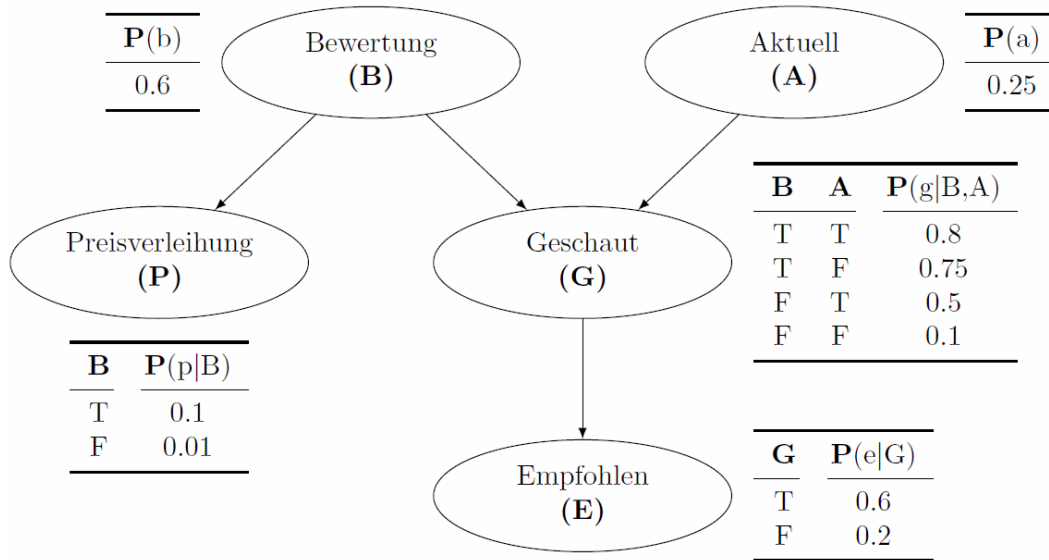 P(b)
0.6
Bewertung
(B)
Aktuell
(A)
P(a)
0.25
Preisverleihung
(P)
Geschaut
(G)
B A P(g|B,A)
T T 0.8
T F 0.75
F T 0.5
F F 0.1
B P(p|B)
T 0.1
F 0.01
Empfohlen
(E)
G P(e|G)
T 0.6
F 0.2